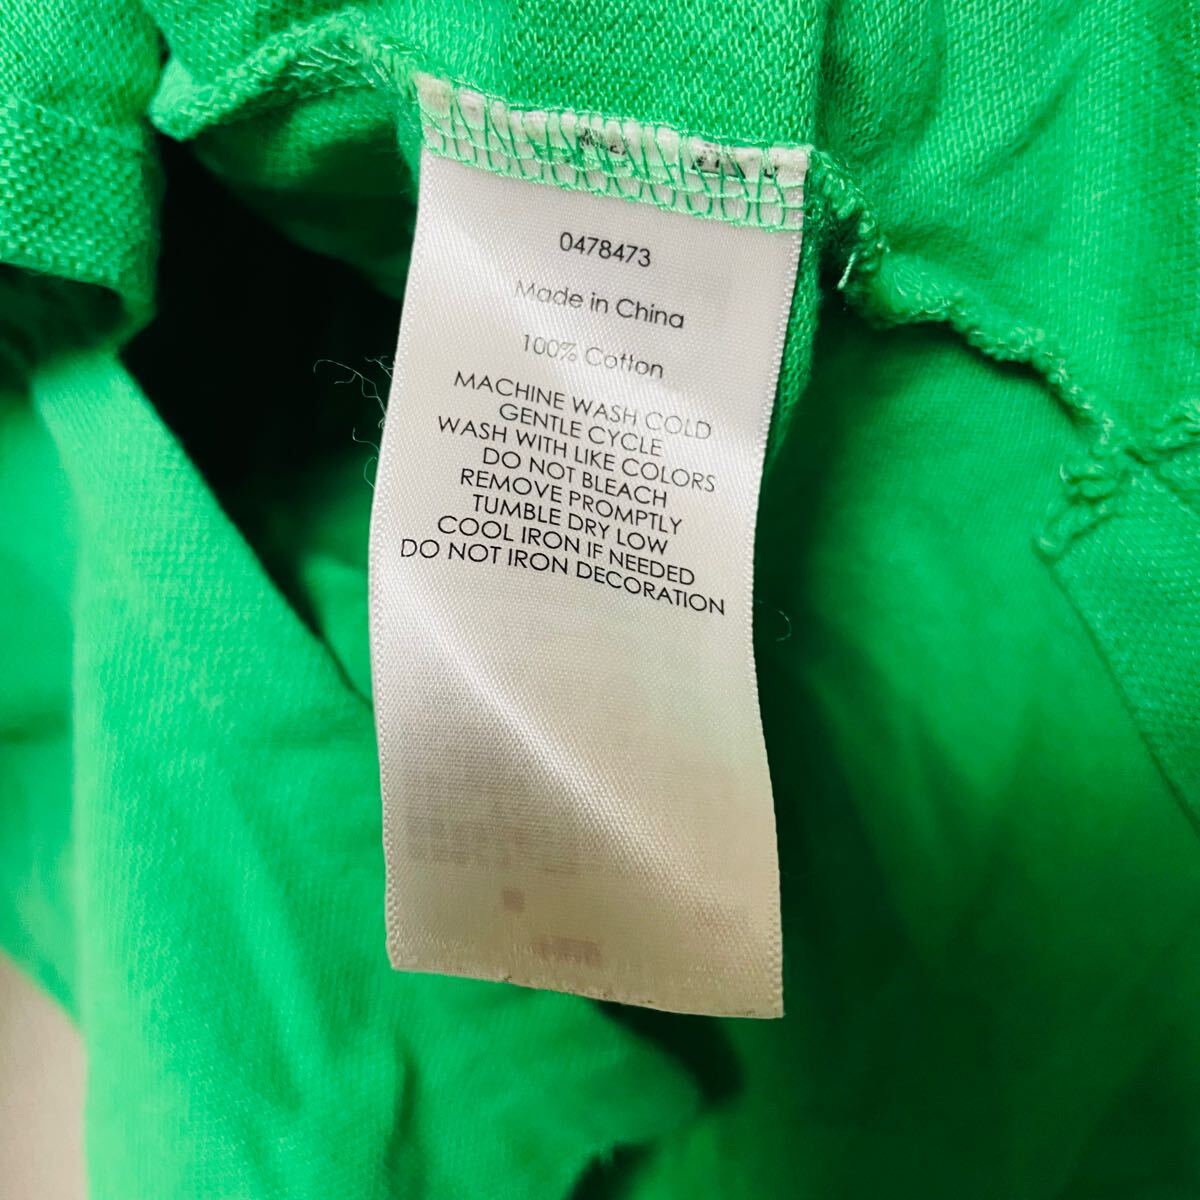 0478473
Made in China
100% Cotton
MACHINE WASH COLD
GENTLE CYCLE
WASH WITH LIKE COLORS
DO NOT BLEACH
REMOVE PROMPTLY
TUMBLE DRY LOW
COOL IRON IF NEEDED
DO NOT IRON DECORATION